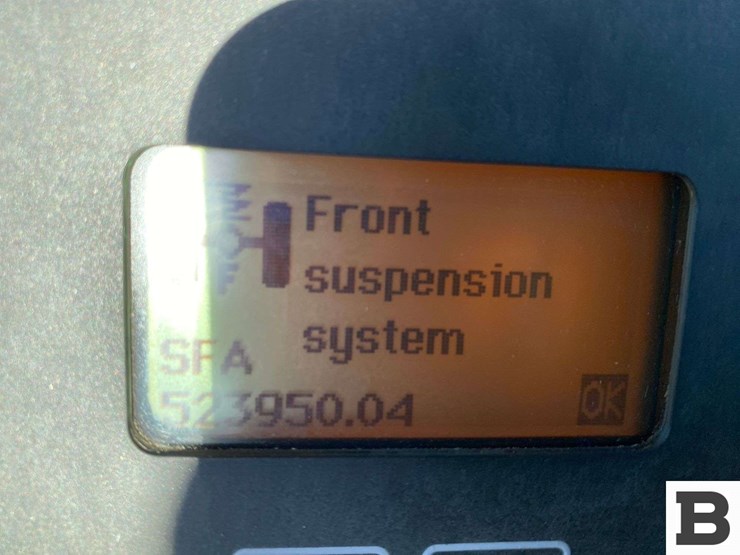 Front
suspension
system
SFA
523950.04
OK
B